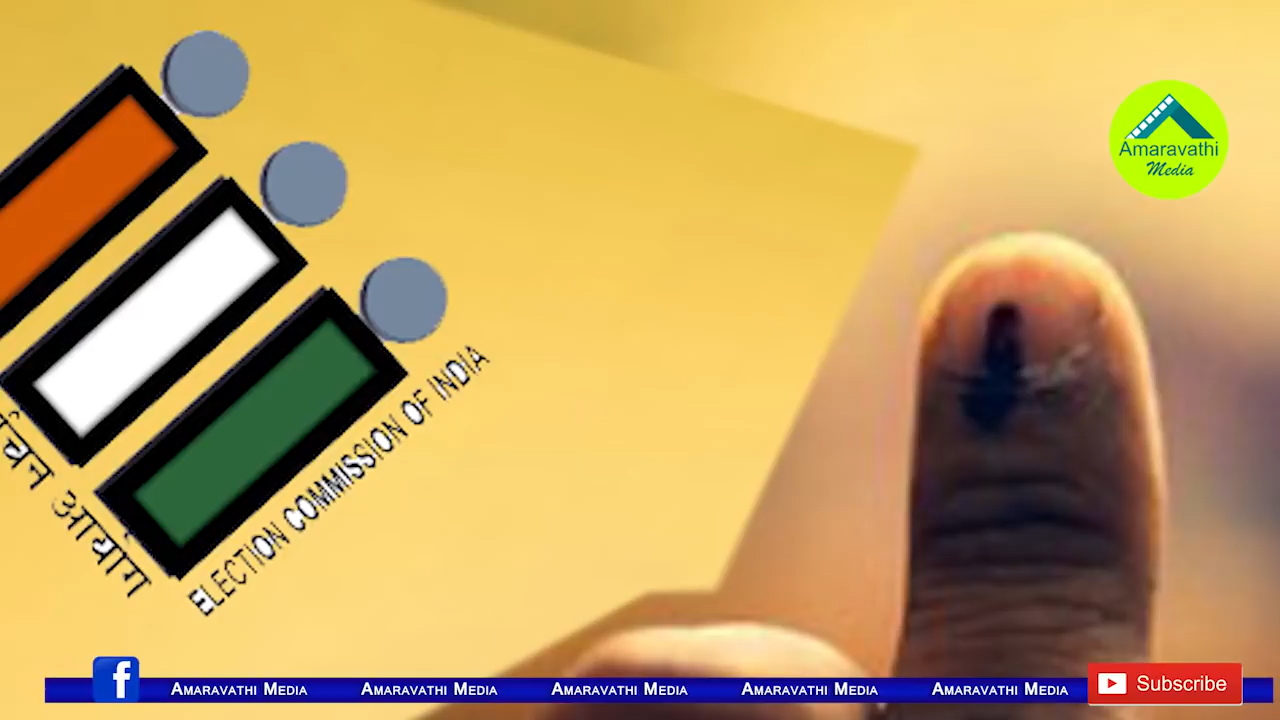 Amaravathi
Media
आयोग
ELECTION COMMISSION OF INDIA
f
Amaravathi Media Amaravathi Media Amaravathi Media Amaravathi Media Amaravathi Media
Subscribe